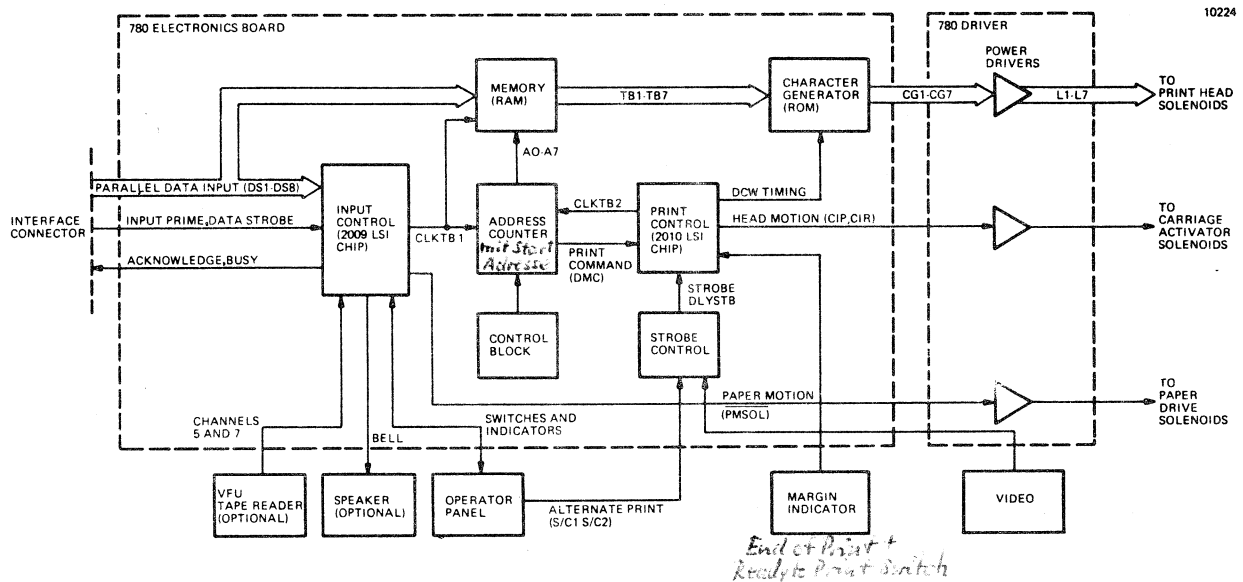 10224
780 ELECTRONICS BOARD
780 DRIVER
POWER
DRIVERS
MEMORY
(RAM)
TB1-TB7
CHARACTER
GENERATOR
(ROM)
CG1-CG7
L1-L7
TO
PRINT HEAD
SOLENOIDS
AO-A7
PARALLEL DATA INPUT (DS1-DS8)
INTERFACE
CONNECTOR
INPUT PRIME,DATA STROBE
ACKNOWLEDGE,BUSY
INPUT
CONTROL
(2009 LSI
CHIP)
CLKTB1
ADDRESS
COUNTER
mit Start
Adresse
CLKTB2
PRINT
COMMAND
(DMC)
PRINT
CONTROL
(2010 LSI
CHIP)
DCW TIMING
HEAD MOTION (CIP,CIR)
TO
CARRIAGE
ACTIVATOR
SOLENOIDS
STROBE
DLYSTB
CONTROL
BLOCK
STROBE
CONTROL
PAPER MOTION
(PMSOL)
TO
PAPER
DRIVE
SOLENOIDS
CHANNELS
5 AND 7
BELL
SWITCHES AND
INDICATORS
VFU
TAPE READER
(OPTIONAL)
SPEAKER
(OPTIONAL)
OPERATOR
PANEL
ALTERNATE PRINT
(S/C1 S/C2)
MARGIN
INDICATOR
VIDEO
End of Print +
Ready to Print Switch